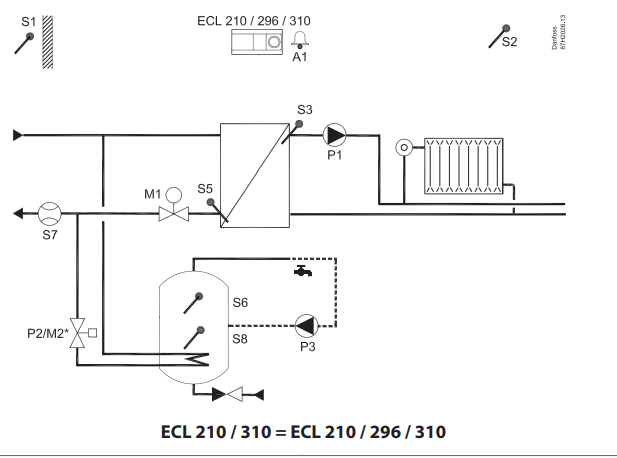 S1
ECL 210 / 296 / 310
A1
S2
Danfoss
87H2026.13
S3
P1
M1
S5
S7
S6
P2/M2*
S8
P3
ECL 210 / 310 = ECL 210 / 296 / 310